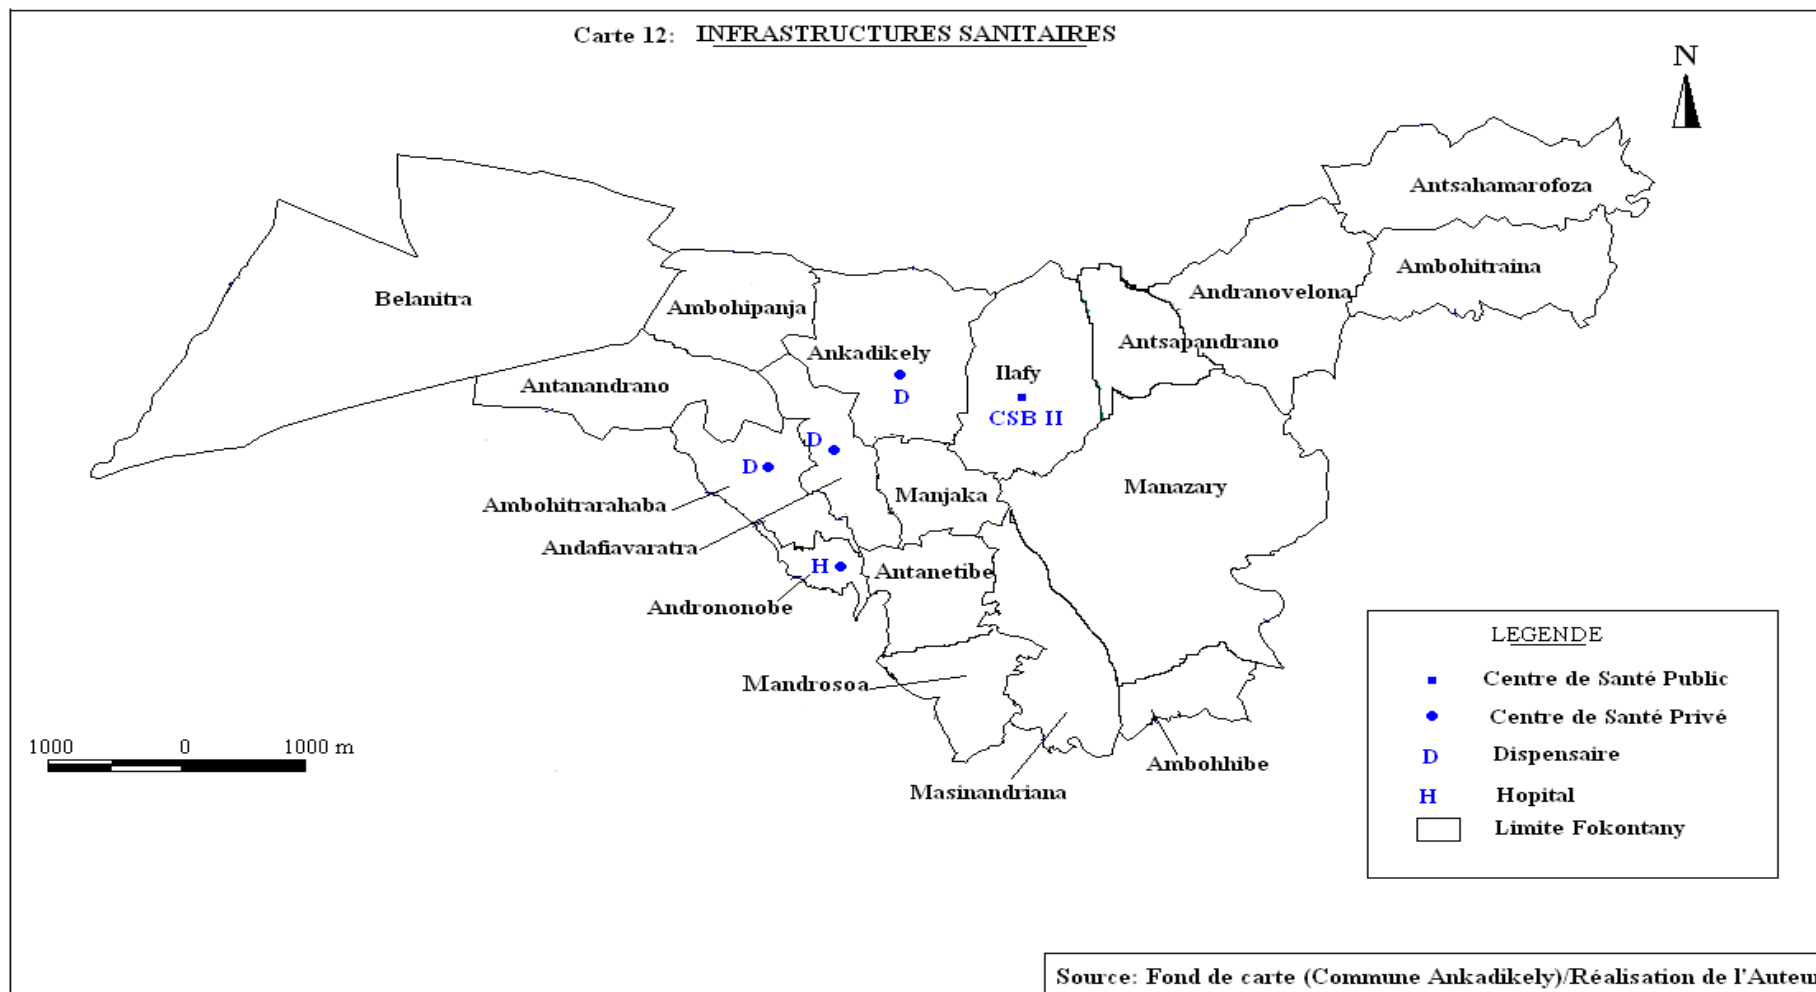 Carte 12: INFRASTRUCTURES SANITAIRES
N
Antsahamarofoza
Ambohitraina
Andranovelona
Belanitra
Ambohipanja
Antsapandrano
Ankadikely
D
Ilafy
CSB II
Antanandrano
D
D
Manazary
Manjaka
Ambohitrarahaba
Andafiavaratra
H
Antanetibe
Andrononobe
Mandrosoa
Masinandriana
Ambohhibe
1000 0 1000 m
LEGENDE
Centre de Santé Public
Centre de Santé Privé
D Dispensaire
H Hopital
Limite Fokontany
Source: Fond de carte (Commune Ankadikely)/Réalisation de l'Auteur